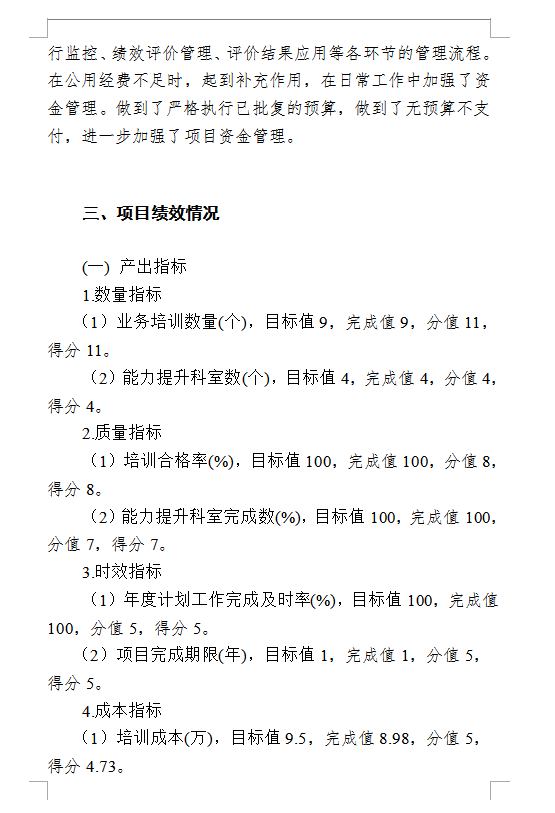 行监控、绩效评价管理、评价结果应用等各环节的管理流程。
在公用经费不足时，起到补充作用，在日常工作中加强了资
金管理。做到了严格执行已批复的预算，做到了无预算不支
付，进一步加强了项目资金管理。
三、项目绩效情况
(一) 产出指标
1.数量指标
（1）业务培训数量(个)，目标值 9，完成值 9，分值 11，
得分 11。
（2）能力提升科室数(个)，目标值 4，完成值 4，分值 4，
得分 4。
2.质量指标
（1）培训合格率(%)，目标值 100，完成值 100，分值 8，
得分 8。
（2）能力提升科室完成数(%)，目标值 100，完成值 100，
分值 7，得分 7。
3.时效指标
（1）年度计划工作完成及时率(%)，目标值 100，完成值
100，分值 5，得分 5。
（2）项目完成期限(年)，目标值 1，完成值 1，分值 5，
得分 5。
4.成本指标
（1）培训成本(万)，目标值 9.5，完成值 8.98，分值 5，
得分 4.73。